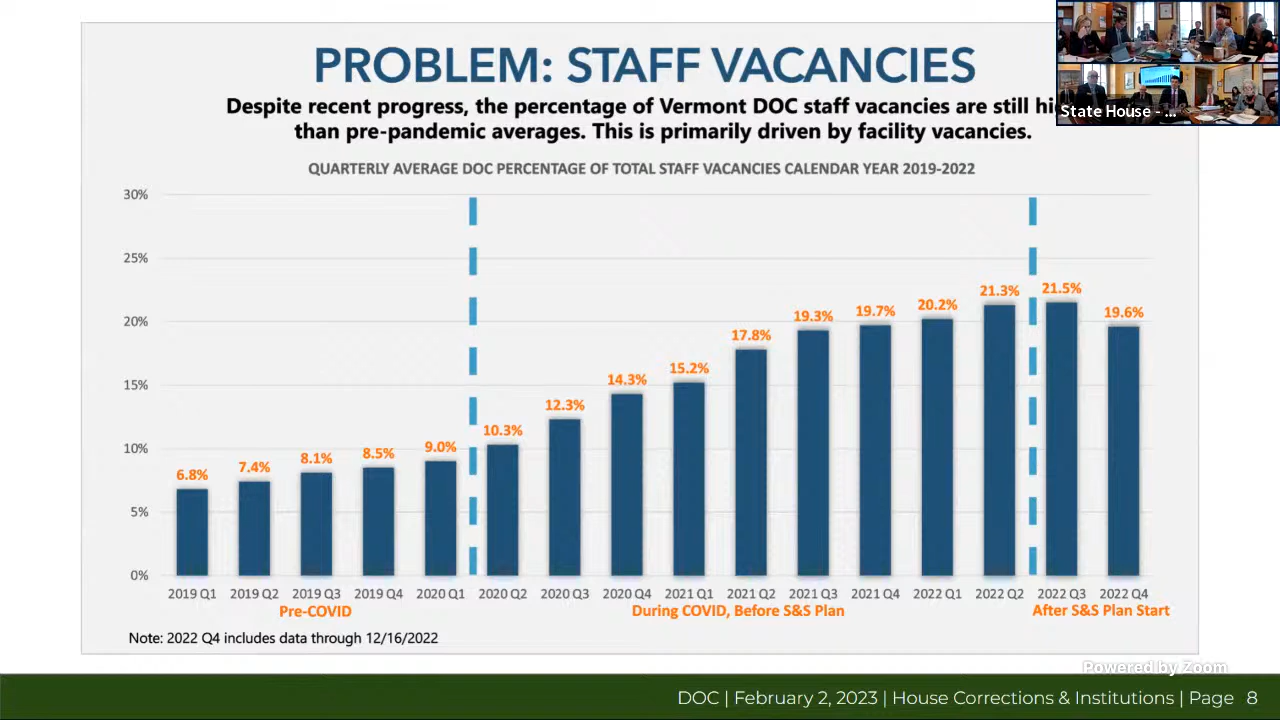 PROBLEM: STAFF VACANCIES
Despite recent progress, the percentage of Vermont DOC staff vacancies are still
than pre-pandemic averages. This is primarily driven by facility vacancies.
State House - ...
QUARTERLY AVERAGE DOC PERCENTAGE OF TOTAL STAFF VACANCIES CALENDAR YEAR 2019-2022
30%
25%
20%
15%
10%
5%
0%
6.8%
7.4%
8.1%
8.5%
9.0%
10.3%
12.3%
14.3%
15.2%
17.8%
19.3%
19.7%
20.2%
21.3%
21.5%
19.6%
2019 Q1 2019 Q2 2019 Q3 2019 Q4 2020 Q1 2020 Q2 2020 Q3 2020 Q4 2021 Q1 2021 Q2 2021 Q3 2021 Q4 2022 Q1 2022 Q2 2022 Q3 2022 Q4
Pre-COVID During COVID, Before S&S Plan After S&S Plan Start
Note: 2022 Q4 includes data through 12/16/2022
Powered by Zoom
DOC | February 2, 2023 | House Corrections & Institutions | Page 8